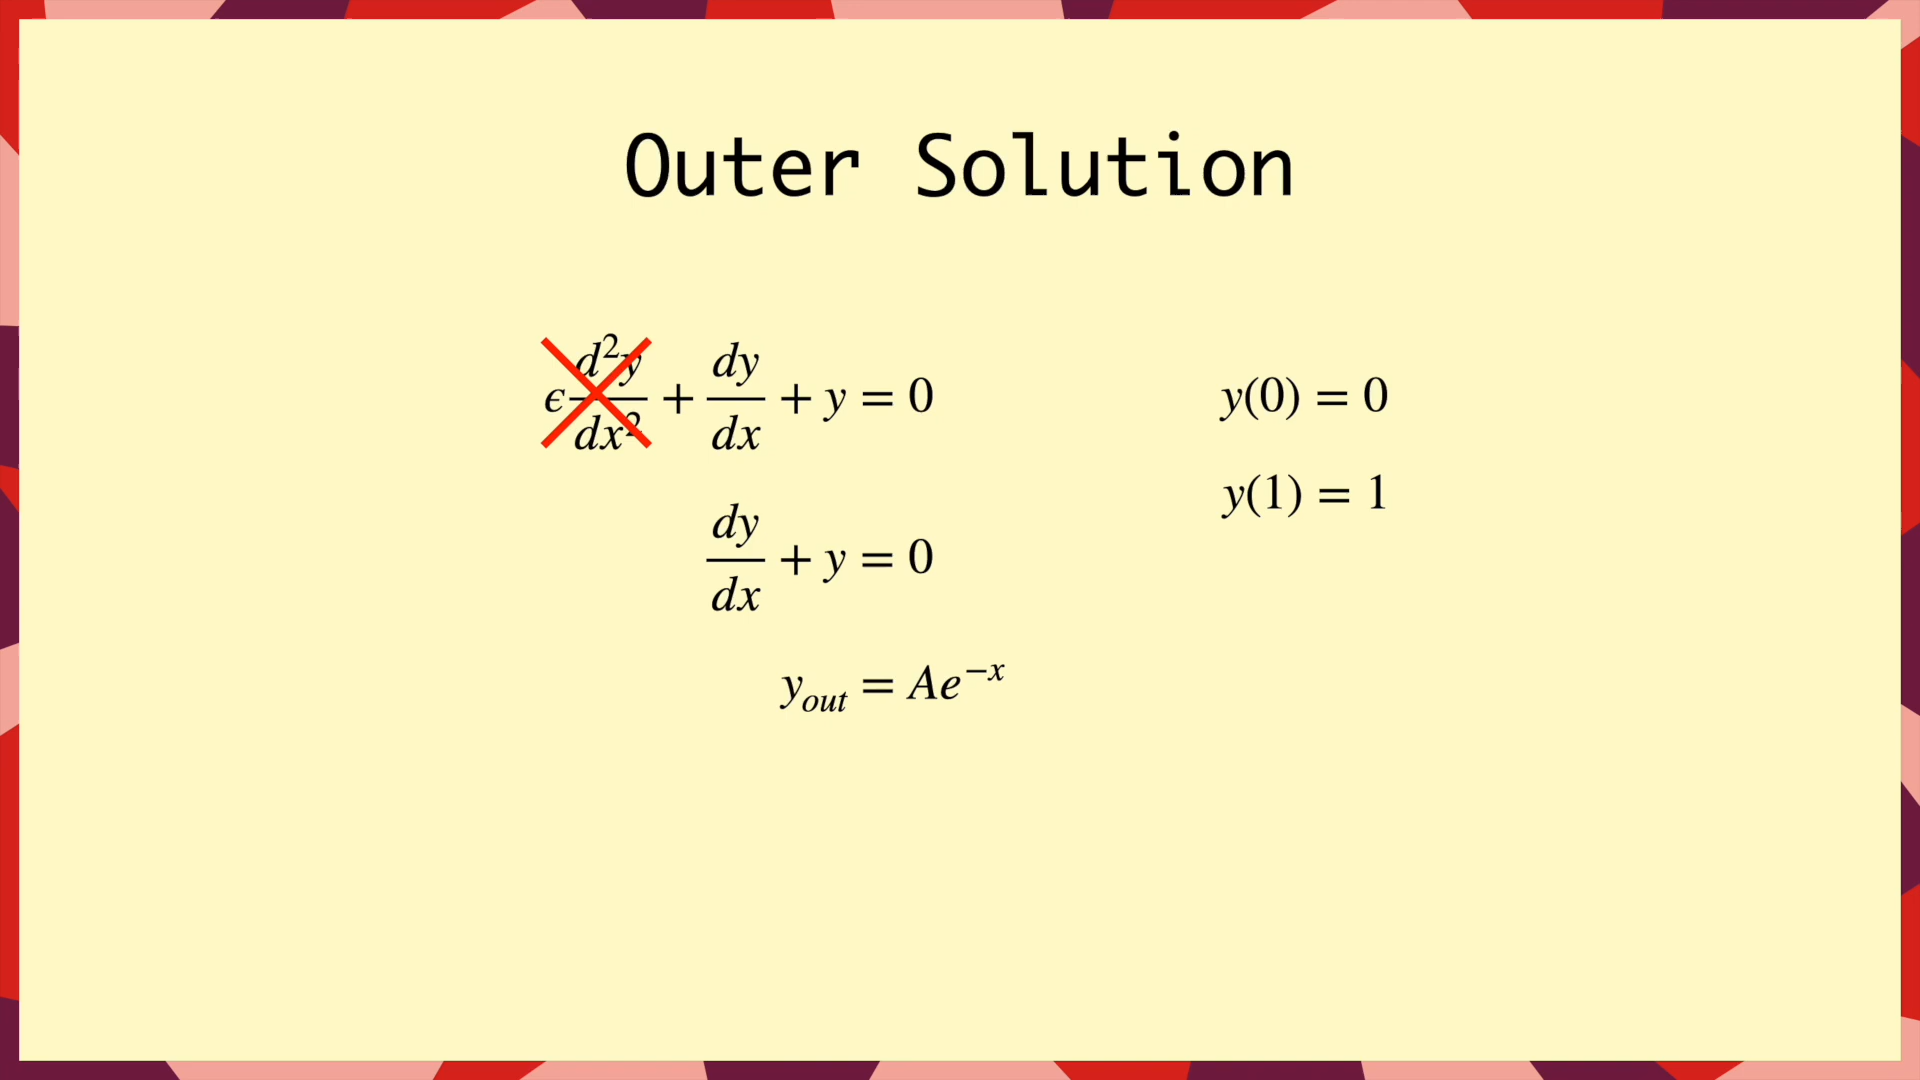 Outer Solution
ϵ d²y/dx² + dy/dx + y = 0
y(0) = 0
y(1) = 1
dy/dx + y = 0
y_out = Ae^{−x}